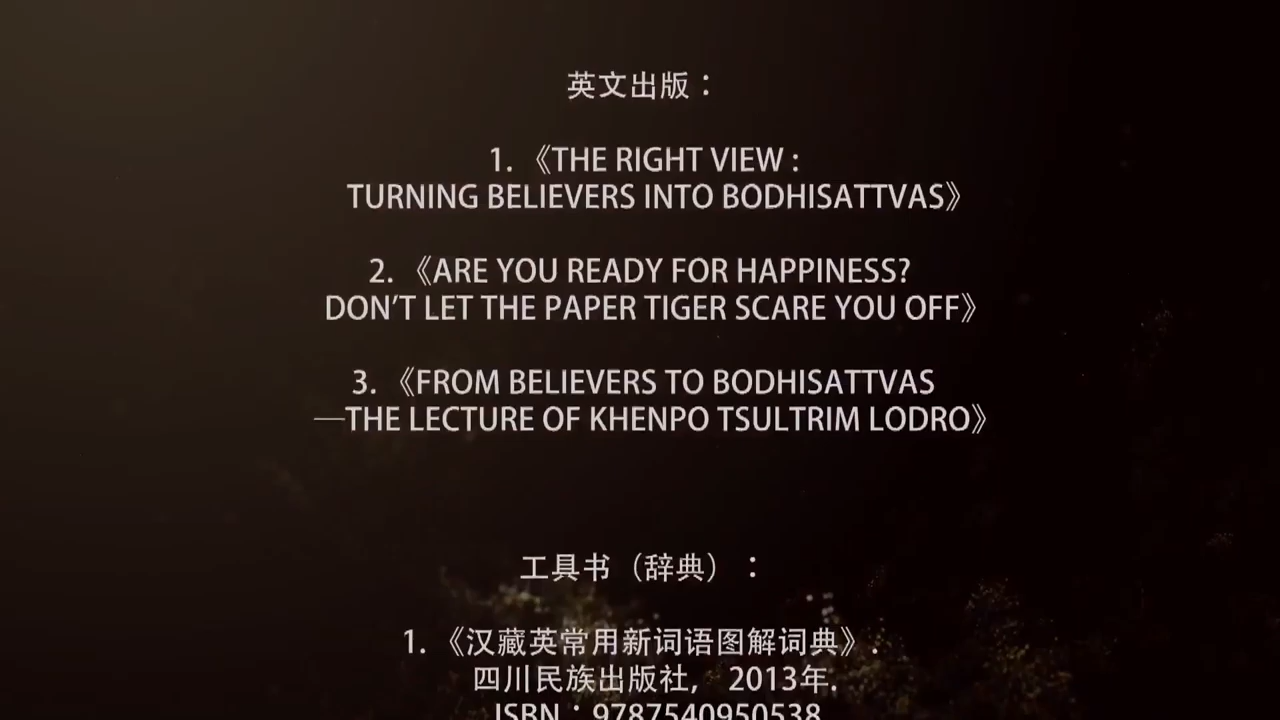 英文出版：
1. 《THE RIGHT VIEW :
TURNING BELIEVERS INTO BODHISATTVAS》
2. 《ARE YOU READY FOR HAPPINESS?
DON'T LET THE PAPER TIGER SCARE YOU OFF》
3. 《FROM BELIEVERS TO BODHISATTVAS
—THE LECTURE OF KHENPO TSULTRIM LODRO》
工具书（辞典）：
1. 《汉藏英常用新词语图解词典》.
四川民族出版社, 2013年.
ISBN：9787540950538